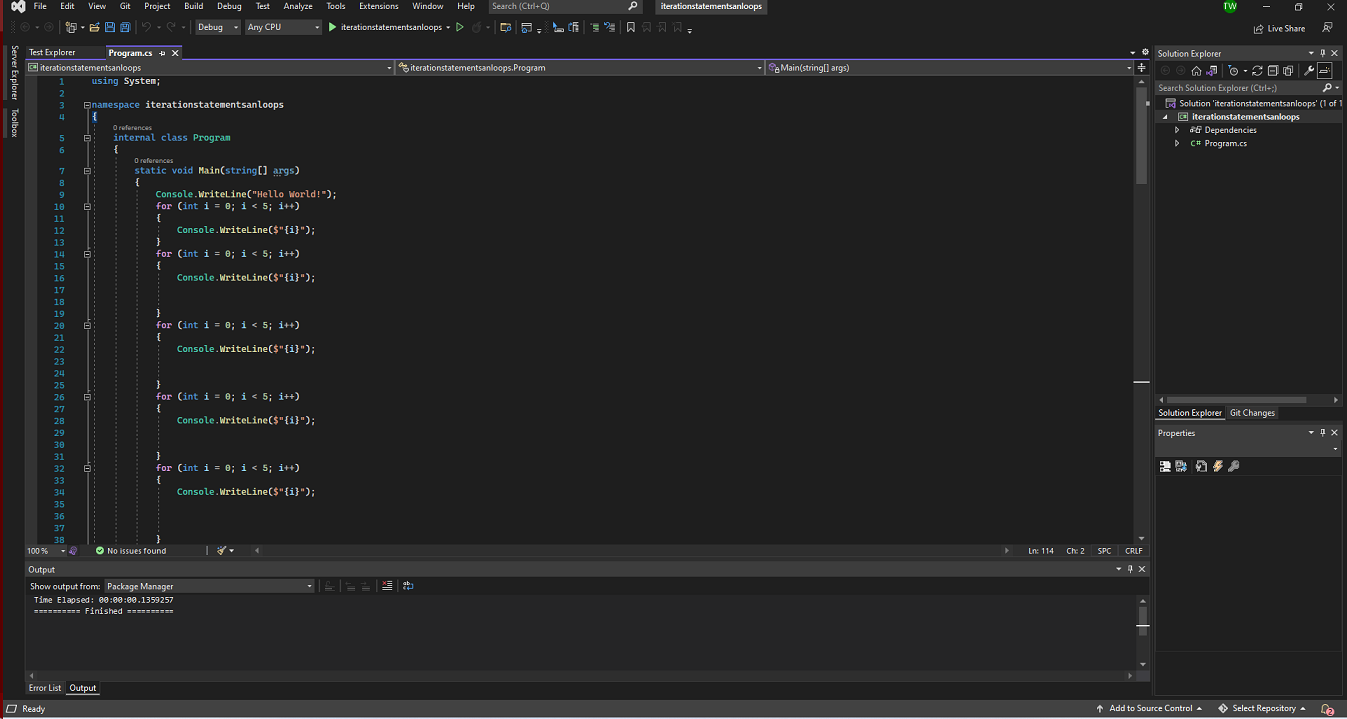 File Edit View Git Project Build Debug Test Analyze Tools Extensions Window Help Search (Ctrl+Q) iterationstatementsanloops TW
Debug Any CPU iterationstatementsanloops Live Share
Server Explorer
Toolbox
Test Explorer Program.cs
iterationstatementsanloops iterationstatementsanloops.Program Main(string[] args)
1 using System;
2
3 namespace iterationstatementsanloops
4 {
0 references
5 internal class Program
6 {
0 references
7 static void Main(string[] args)
8 {
9 Console.WriteLine("Hello World!");
10 for (int i = 0; i < 5; i++)
11 {
12 Console.WriteLine($"{i}");
13 }
14 for (int i = 0; i < 5; i++)
15 {
16 Console.WriteLine($"{i}");
17
18
19 }
20 for (int i = 0; i < 5; i++)
21 {
22 Console.WriteLine($"{i}");
23
24
25 }
26 for (int i = 0; i < 5; i++)
27 {
28 Console.WriteLine($"{i}");
29
30
31 }
32 for (int i = 0; i < 5; i++)
33 {
34 Console.WriteLine($"{i}");
35
36
37
38 }
100 % No issues found Ln: 114 Ch: 2 SPC CRLF
Output
Show output from: Package Manager
Time Elapsed: 00:00:00.1359257
========== Finished ==========
Error List Output
Solution Explorer
Search Solution Explorer (Ctrl+;)
Solution 'iterationstatementsanloops' (1 of 1
iterationstatementsanloops
Dependencies
C# Program.cs
Solution Explorer Git Changes
Properties
Ready Add to Source Control Select Repository 2